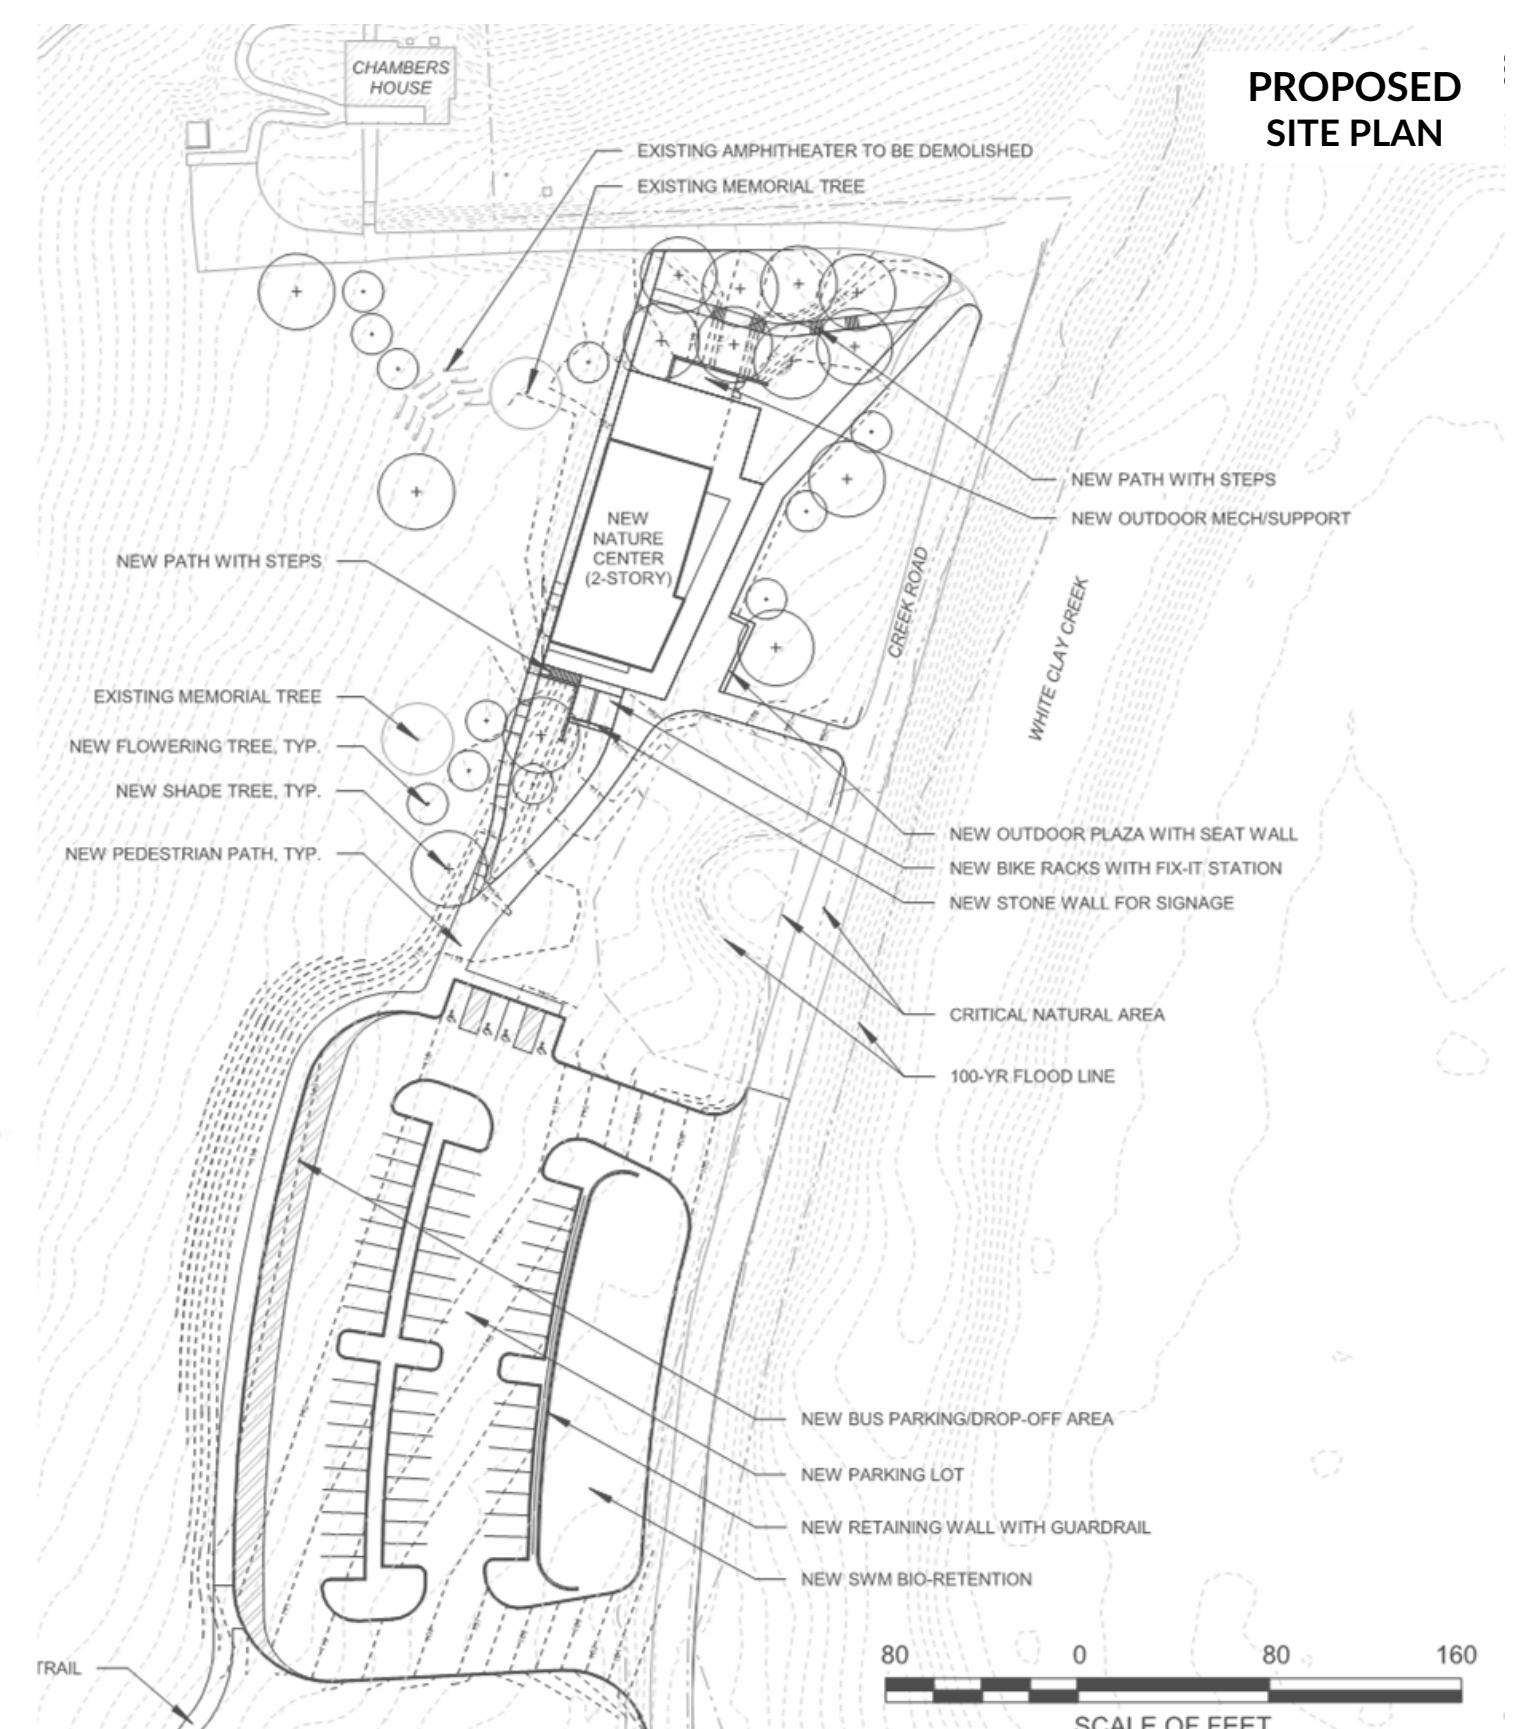 PROPOSED
SITE PLAN
CHAMBERS
HOUSE
EXISTING AMPHITHEATER TO BE DEMOLISHED
EXISTING MEMORIAL TREE
NEW PATH WITH STEPS
NEW OUTDOOR MECH/SUPPORT
NEW
NATURE
CENTER
(2-STORY)
NEW PATH WITH STEPS
CREEK ROAD
WHITE CLAY CREEK
EXISTING MEMORIAL TREE
NEW FLOWERING TREE, TYP.
NEW SHADE TREE, TYP.
NEW PEDESTRIAN PATH, TYP.
NEW OUTDOOR PLAZA WITH SEAT WALL
NEW BIKE RACKS WITH FIX-IT STATION
NEW STONE WALL FOR SIGNAGE
CRITICAL NATURAL AREA
100-YR FLOOD LINE
NEW BUS PARKING/DROP-OFF AREA
NEW PARKING LOT
NEW RETAINING WALL WITH GUARDRAIL
NEW SWM BIO-RETENTION
TRAIL
80 0 80 160
SCALE OF FEET